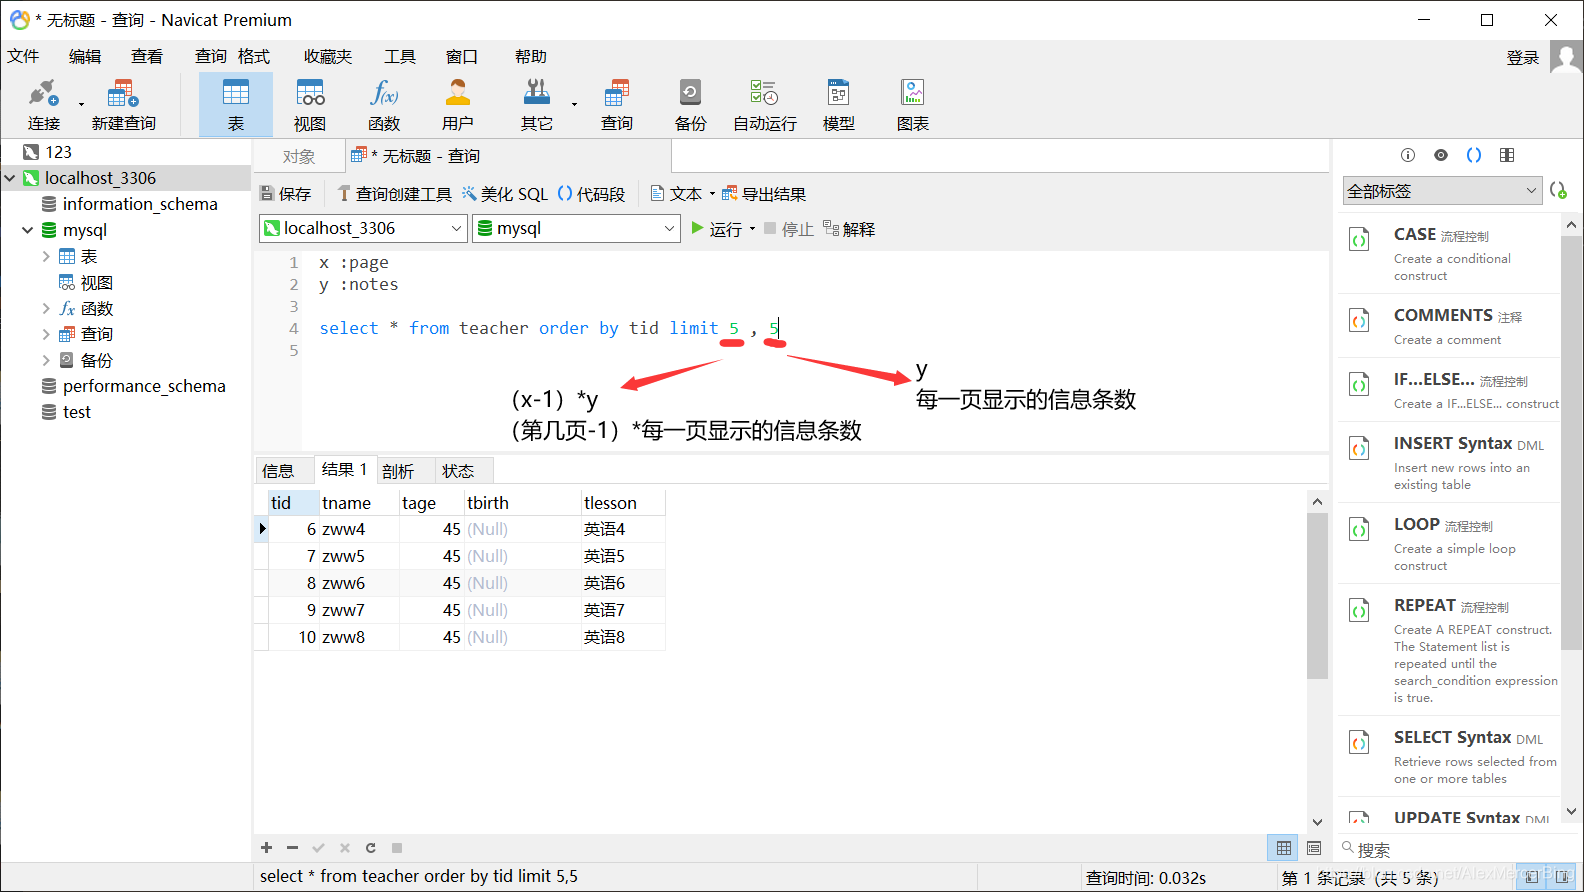 * 无标题 - 查询 - Navicat Premium
文件 编辑 查看 查询 格式 收藏夹 工具 窗口 帮助 登录
连接 新建查询 表 视图 函数 用户 其它 查询 备份 自动运行 模型 图表
123
localhost_3306
information_schema
mysql
表
视图
函数
查询
备份
performance_schema
test
对象 * 无标题 - 查询
保存 查询创建工具 美化 SQL 代码段 文本 导出结果
localhost_3306 mysql 运行 停止 解释
1 x :page
2 y :notes
3
4 select * from teacher order by tid limit 5 , 5
5
（x-1）*y
（第几页-1）*每一页显示的信息条数
y
每一页显示的信息条数
信息 结果 1 剖析 状态
tid tname tage tbirth tlesson
6 zww4 45 (Null) 英语4
7 zww5 45 (Null) 英语5
8 zww6 45 (Null) 英语6
9 zww7 45 (Null) 英语7
10 zww8 45 (Null) 英语8
全部标签
CASE 流程控制
Create a conditional
construct
COMMENTS 注释
Create a comment
IF...ELSE... 流程控制
Create a IF...ELSE... construct
INSERT Syntax DML
Insert new rows into an
existing table
LOOP 流程控制
Create a simple loop
construct
REPEAT 流程控制
Create A REPEAT construct.
The Statement list is
repeated until the
search_condition expression
is true.
SELECT Syntax DML
Retrieve rows selected from
one or more tables
UPDATE Syntax DML
搜索
select * from teacher order by tid limit 5,5
查询时间: 0.032s
第 1 条记录 (共 5 条)